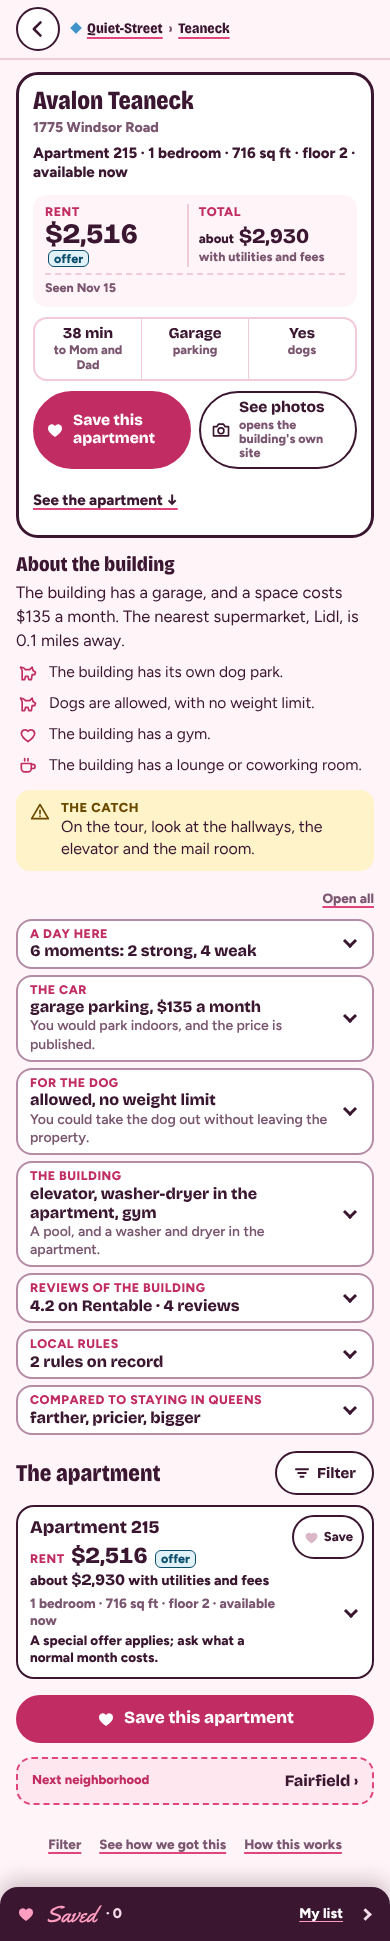 Quiet-Street › Teaneck
Avalon Teaneck
1775 Windsor Road
Apartment 215 · 1 bedroom · 716 sq ft · floor 2 ·
available now
RENT
$2,516
offer
TOTAL
about $2,930
with utilities and fees
Seen Nov 15
38 min
to Mom and
Dad
Garage
parking
Yes
dogs
Save this
apartment
See photos
opens the
building's own
site
See the apartment ↓
About the building
The building has a garage, and a space costs
$135 a month. The nearest supermarket, Lidl, is
0.1 miles away.
The building has its own dog park.
Dogs are allowed, with no weight limit.
The building has a gym.
The building has a lounge or coworking room.
THE CATCH
On the tour, look at the hallways, the
elevator and the mail room.
Open all
A DAY HERE
6 moments: 2 strong, 4 weak
THE CAR
garage parking, $135 a month
You would park indoors, and the price is
published.
FOR THE DOG
allowed, no weight limit
You could take the dog out without leaving the
property.
THE BUILDING
elevator, washer-dryer in the
apartment, gym
A pool, and a washer and dryer in the
apartment.
REVIEWS OF THE BUILDING
4.2 on Rentable · 4 reviews
LOCAL RULES
2 rules on record
COMPARED TO STAYING IN QUEENS
farther, pricier, bigger
The apartment
Filter
Apartment 215
Save
RENT $2,516 offer
about $2,930 with utilities and fees
1 bedroom · 716 sq ft · floor 2 · available
now
A special offer applies; ask what a
normal month costs.
Save this apartment
Next neighborhood
Fairfield ›
Filter
See how we got this
How this works
Saved · 0
My list